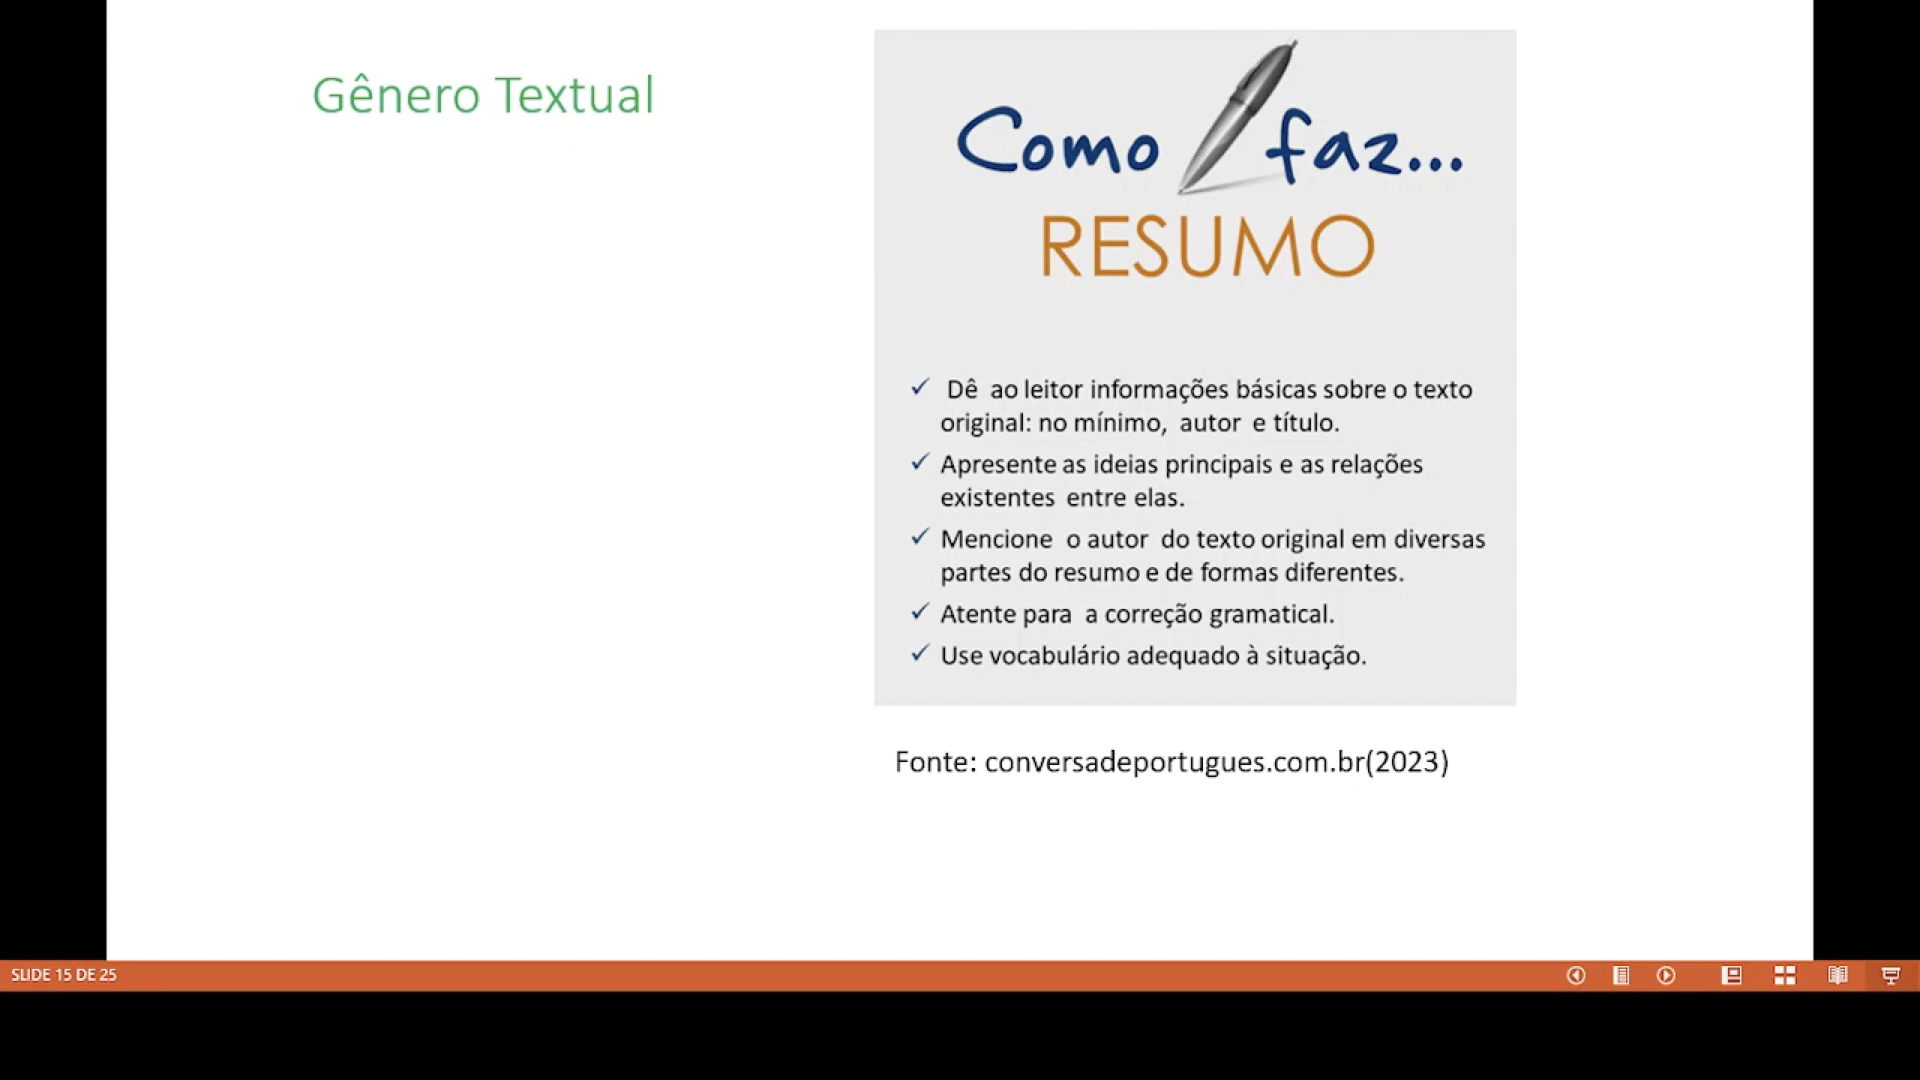 Gênero Textual
Como faz...
RESUMO
✓ Dê ao leitor informações básicas sobre o texto
original: no mínimo, autor e título.
✓ Apresente as ideias principais e as relações
existentes entre elas.
✓ Mencione o autor do texto original em diversas
partes do resumo e de formas diferentes.
✓ Atente para a correção gramatical.
✓ Use vocabulário adequado à situação.
Fonte: conversadeportugues.com.br(2023)
SLIDE 15 DE 25